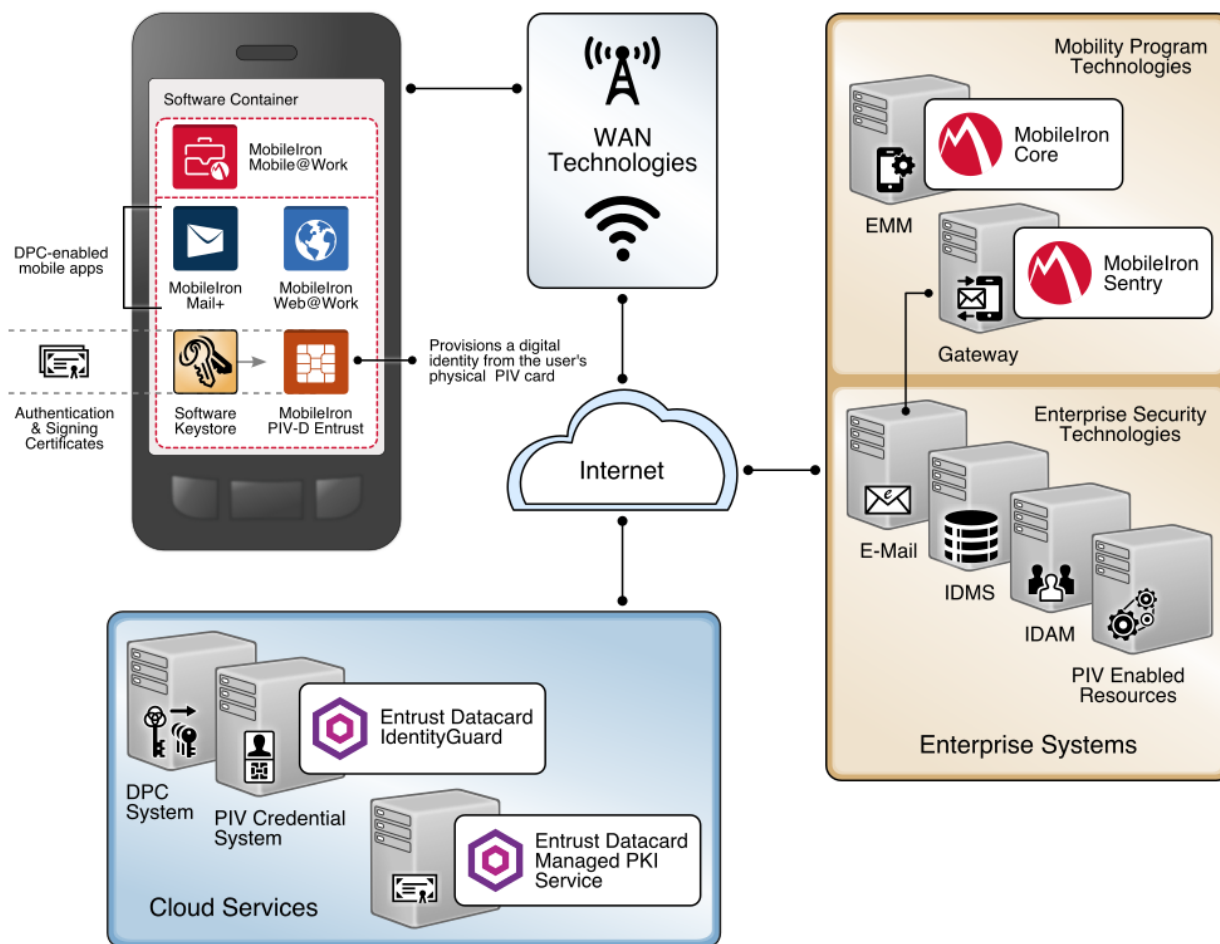 Software Container
MobileIron
Mobile@Work
DPC-enabled
mobile apps
MobileIron
Mail+
MobileIron
Web@Work
Authentication
& Signing
Certificates
Software
Keystore
MobileIron
PIV-D Entrust
Provisions a digital
identity from the user's
physical PIV card
WAN
Technologies
Internet
Mobility Program
Technologies
MobileIron
Core
EMM
MobileIron
Sentry
Gateway
Enterprise Security
Technologies
e
E-Mail
IDMS
IDAM
PIV Enabled
Resources
Enterprise Systems
DPC
System
Entrust Datacard
IdentityGuard
PIV Credential
System
Entrust Datacard
Managed PKI
Service
Cloud Services